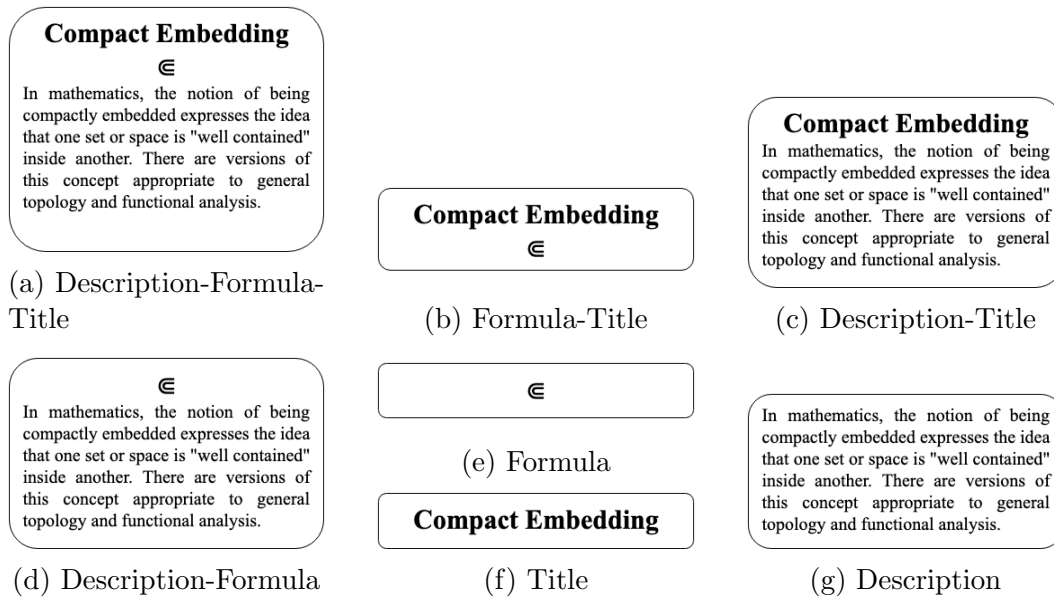 Compact Embedding
⋐
In mathematics, the notion of being
compactly embedded expresses the idea
that one set or space is "well contained"
inside another. There are versions of
this concept appropriate to general
topology and functional analysis.
(a) Description-Formula-
Title
Compact Embedding
⋐
(b) Formula-Title
Compact Embedding
In mathematics, the notion of being
compactly embedded expresses the idea
that one set or space is "well contained"
inside another. There are versions of
this concept appropriate to general
topology and functional analysis.
(c) Description-Title
⋐
In mathematics, the notion of being
compactly embedded expresses the idea
that one set or space is "well contained"
inside another. There are versions of
this concept appropriate to general
topology and functional analysis.
(d) Description-Formula
⋐
(e) Formula
Compact Embedding
(f) Title
In mathematics, the notion of being
compactly embedded expresses the idea
that one set or space is "well contained"
inside another. There are versions of
this concept appropriate to general
topology and functional analysis.
(g) Description